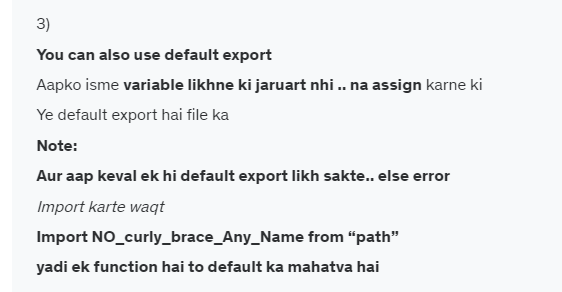 3)
You can also use default export
Aapko isme variable likhne ki jaruart nhi .. na assign karne ki
Ye default export hai file ka
Note:
Aur aap keval ek hi default export likh sakte.. else error
Import karte waqt
Import NO_curly_brace_Any_Name from “path”
yadi ek function hai to default ka mahatva hai